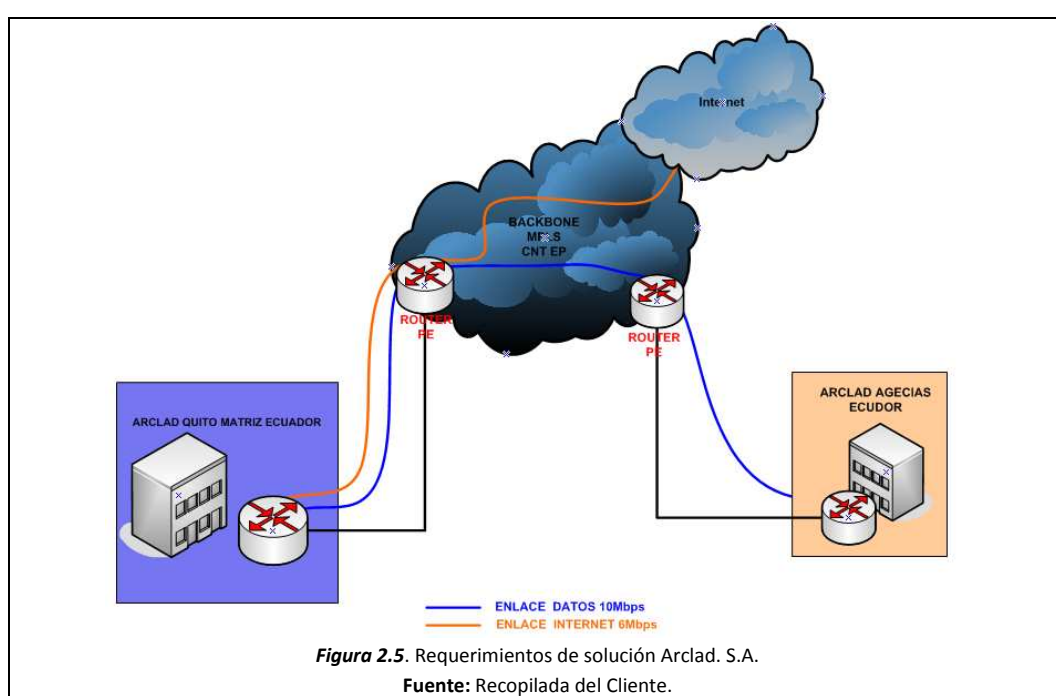 Internet
BACKBONE
MPLS
CNT EP
ROUTER
PE
ROUTER
PE
ARCLAD QUITO MATRIZ ECUADOR
ARCLAD AGECIAS
ECUDOR
ENLACE DATOS 10Mbps
ENLACE INTERNET 6Mbps
Figura 2.5. Requerimientos de solución Arclad. S.A.
Fuente: Recopilada del Cliente.